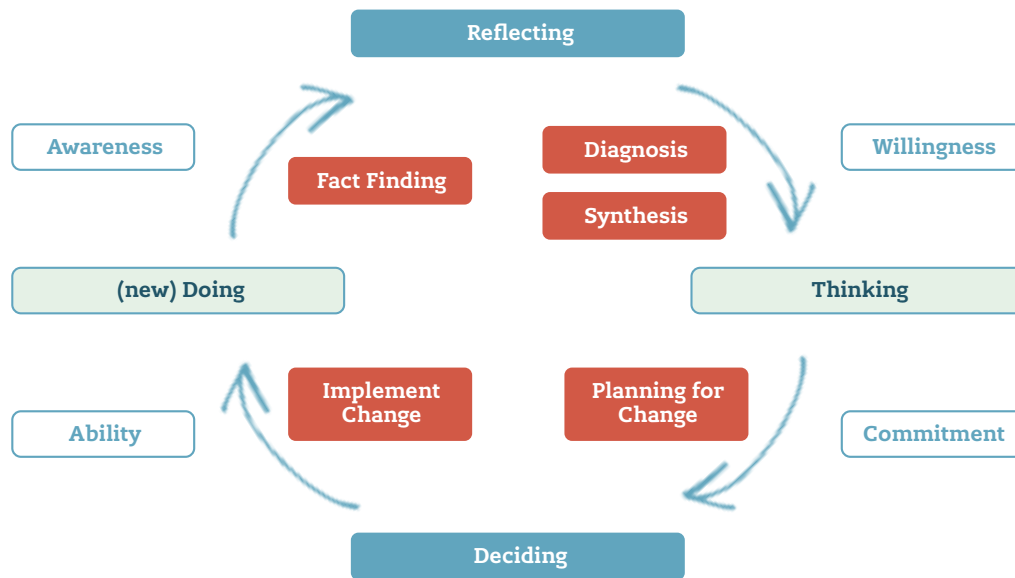 Reflecting
Awareness
Diagnosis
Willingness
Fact Finding
Synthesis
(new) Doing
Thinking
Implement
Change
Planning for
Change
Ability
Commitment
Deciding